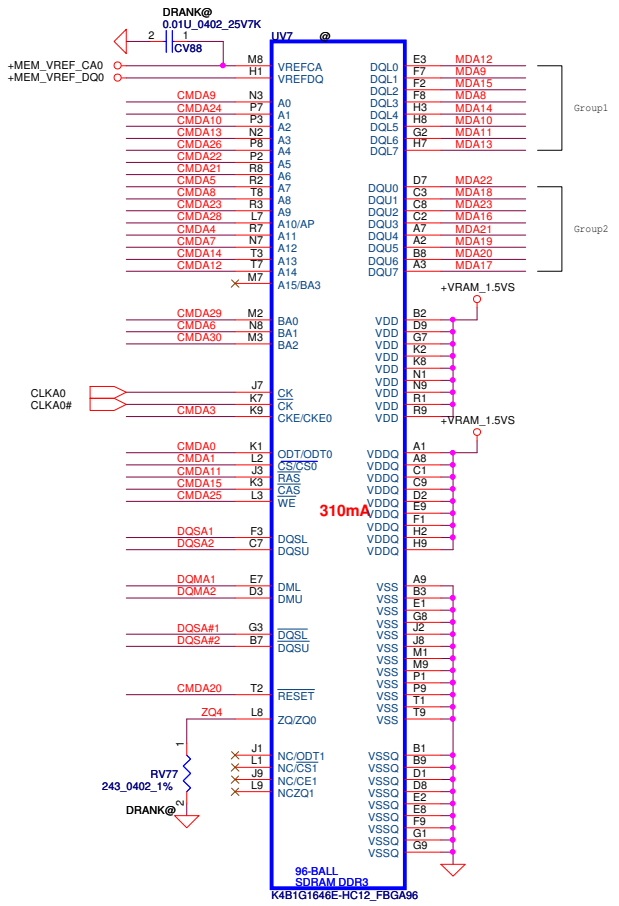 DRANK@
0.01U_0402_25V7K
2 1
CV88
UV7 @
+MEM_VREF_CA0 M8 VREFCA
+MEM_VREF_DQ0 H1 VREFDQ
CMDA9 N3 A0
CMDA24 P7 A1
CMDA10 P3 A2
CMDA13 N2 A3
CMDA26 P8 A4
CMDA22 P2 A5
CMDA21 R8 A6
CMDA5 R2 A7
CMDA8 T8 A8
CMDA23 R3 A9
CMDA28 L7 A10/AP
CMDA4 R7 A11
CMDA7 N7 A12
CMDA14 T3 A13
CMDA12 T7 A14
M7 A15/BA3
CMDA29 M2 BA0
CMDA6 N8 BA1
CMDA30 M3 BA2
CLKA0 J7 CK
CLKA0# K7 CK
CMDA3 K9 CKE/CKE0
CMDA0 K1 ODT/ODT0
CMDA1 L2 CS/CS0
CMDA11 J3 RAS
CMDA15 K3 CAS
CMDA25 L3 WE
DQSA1 F3 DQSL
DQSA2 C7 DQSU
DQMA1 E7 DML
DQMA2 D3 DMU
DQSA#1 G3 DQSL
DQSA#2 B7 DQSU
CMDA20 T2 RESET
ZQ4 L8 ZQ/ZQ0
1
RV77
243_0402_1%
2
DRANK@
J1 NC/ODT1
L1 NC/CS1
J9 NC/CE1
L9 NCZQ1
DQL0 E3 MDA12
DQL1 F7 MDA9
DQL2 F2 MDA15
DQL3 F8 MDA8
DQL4 H3 MDA14
DQL5 H8 MDA10
DQL6 G2 MDA11
DQL7 H7 MDA13
Group1
DQU0 D7 MDA22
DQU1 C3 MDA18
DQU2 C8 MDA23
DQU3 C2 MDA16
DQU4 A7 MDA21
DQU5 A2 MDA19
DQU6 B8 MDA20
DQU7 A3 MDA17
Group2
+VRAM_1.5VS
VDD B2
VDD D9
VDD G7
VDD K2
VDD K8
VDD N1
VDD N9
VDD R1
VDD R9
+VRAM_1.5VS
VDDQ A1
VDDQ A8
VDDQ C1
VDDQ C9
VDDQ D2
VDDQ E9
VDDQ F1
VDDQ H2
VDDQ H9
310mA
VSS A9
VSS B3
VSS E1
VSS G8
VSS J2
VSS J8
VSS M1
VSS M9
VSS P1
VSS P9
VSS T1
VSS T9
VSSQ B1
VSSQ B9
VSSQ D1
VSSQ D8
VSSQ E2
VSSQ E8
VSSQ F9
VSSQ G1
VSSQ G9
96-BALL
SDRAM DDR3
K4B1G1646E-HC12_FBGA96